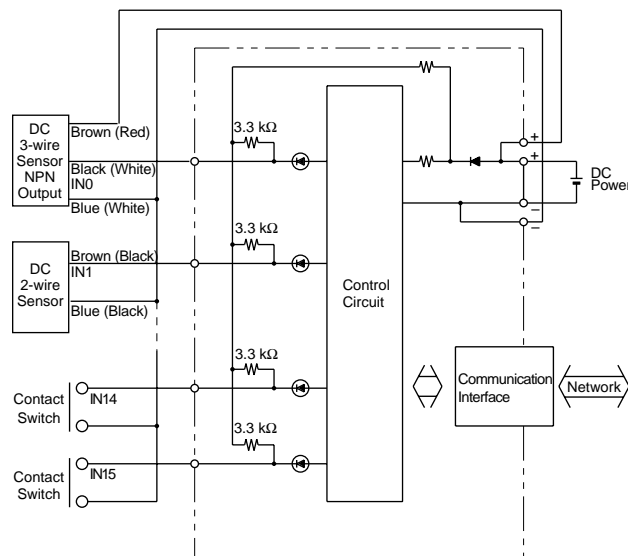 DC
3-wire
Sensor
NPN
Output
Brown (Red)
Black (White)
IN0
Blue (White)
DC
2-wire
Sensor
Brown (Black)
IN1
Blue (Black)
Contact
Switch
IN14
Contact
Switch
IN15
3.3 kΩ
3.3 kΩ
3.3 kΩ
3.3 kΩ
Control
Circuit
+
+
−
−
DC
Power
Communication
Interface
Network